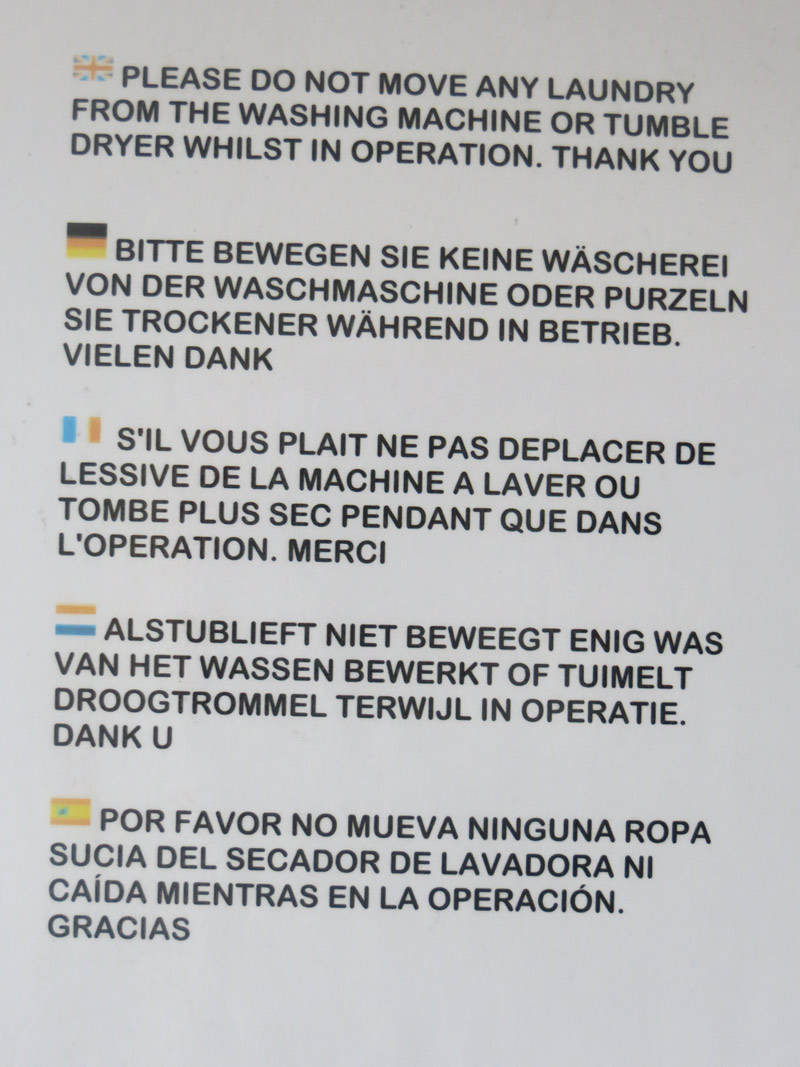 PLEASE DO NOT MOVE ANY LAUNDRY
FROM THE WASHING MACHINE OR TUMBLE
DRYER WHILST IN OPERATION. THANK YOU
BITTE BEWEGEN SIE KEINE WÄSCHEREI
VON DER WASCHMASCHINE ODER PURZELN
SIE TROCKENER WÄHREND IN BETRIEB.
VIELEN DANK
S'IL VOUS PLAIT NE PAS DEPLACER DE
LESSIVE DE LA MACHINE A LAVER OU
TOMBE PLUS SEC PENDANT QUE DANS
L'OPERATION. MERCI
ALSTUBLIEFT NIET BEWEEGT ENIG WAS
VAN HET WASSEN BEWERKT OF TUIMELT
DROOGTROMMEL TERWIJL IN OPERATIE.
DANK U
POR FAVOR NO MUEVA NINGUNA ROPA
SUCIA DEL SECADOR DE LAVADORA NI
CAÍDA MIENTRAS EN LA OPERACIÓN.
GRACIAS